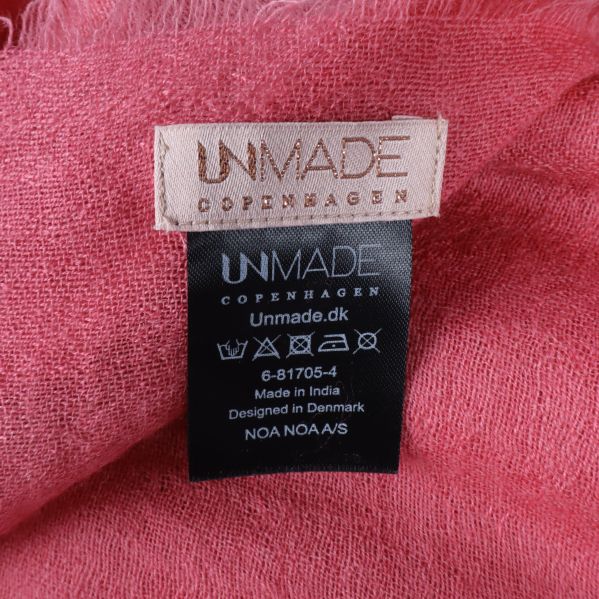 UNMADE
COPENHAGEN
UNMADE
COPENHAGEN
Unmade.dk
6-81705-4
Made in India
Designed in Denmark
NOA NOA A/S